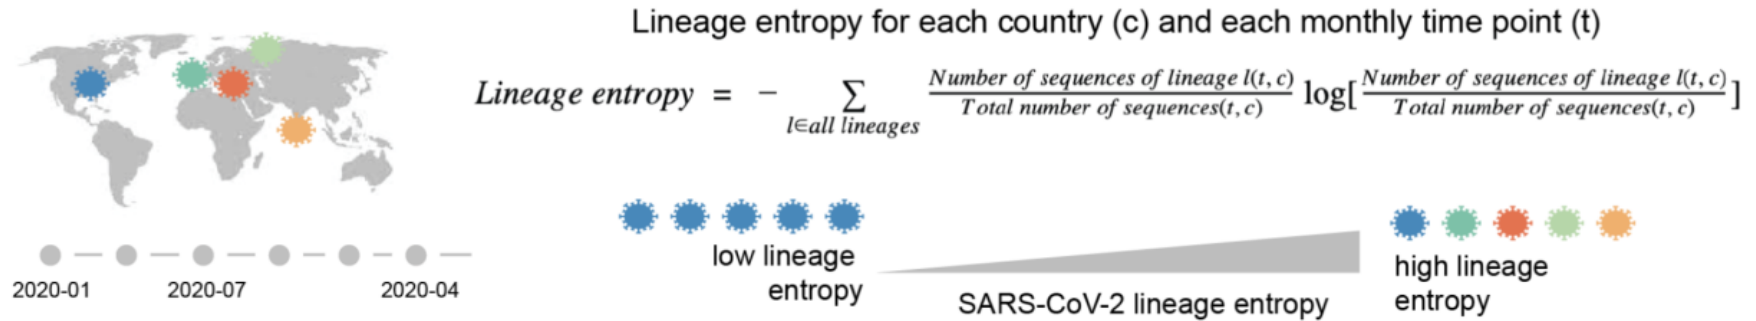 Lineage entropy for each country (c) and each monthly time point (t)
Lineage entropy = − ∑ l∈all lineages Number of sequences of lineage l(t, c) / Total number of sequences(t, c) log[ Number of sequences of lineage l(t, c) / Total number of sequences(t, c) ]
low lineage
entropy
SARS-CoV-2 lineage entropy
high lineage
entropy
2020-01 2020-07 2020-04